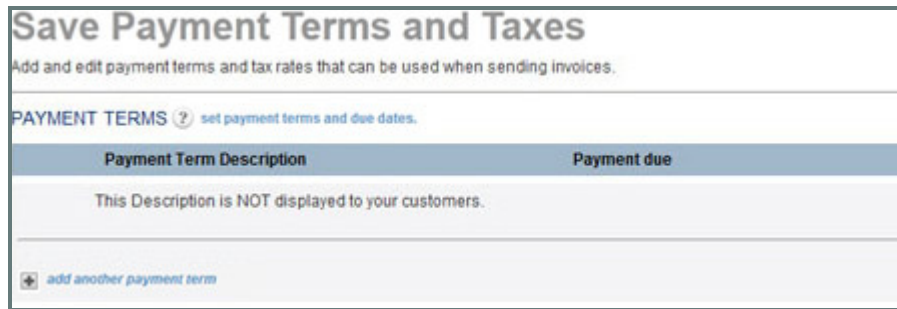 Save Payment Terms and Taxes
Add and edit payment terms and tax rates that can be used when sending invoices.
PAYMENT TERMS ? set payment terms and due dates.
Payment Term Description Payment due
This Description is NOT displayed to your customers.
+ add another payment term